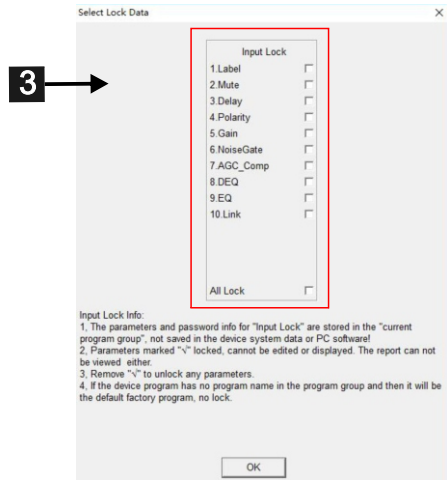 Select Lock Data
3
Input Lock
1.Label
2.Mute
3.Delay
4.Polarity
5.Gain
6.NoiseGate
7.AGC_Comp
8.DEQ
9.EQ
10.Link
All Lock
Input Lock Info:
1, The parameters and password info for "Input Lock" are stored in the "current
program group", not saved in the device system data or PC software!
2, Parameters marked "√" locked, cannot be edited or displayed. The report can not
be viewed either.
3, Remove "√" to unlock any parameters.
4, If the device program has no program name in the program group and then it will be
the default factory program, no lock.
OK